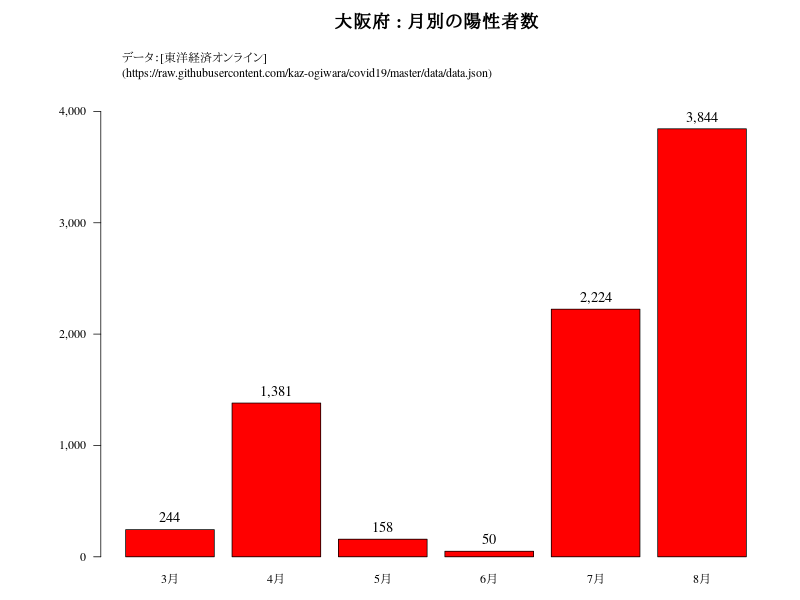 大阪府 : 月別の陽性者数
データ : [東洋経済オンライン]
(https://raw.githubusercontent.com/kaz-ogiwara/covid19/master/data/data.json)
4,000
3,000
2,000
1,000
0
244
1,381
158
50
2,224
3,844
3月
4月
5月
6月
7月
8月